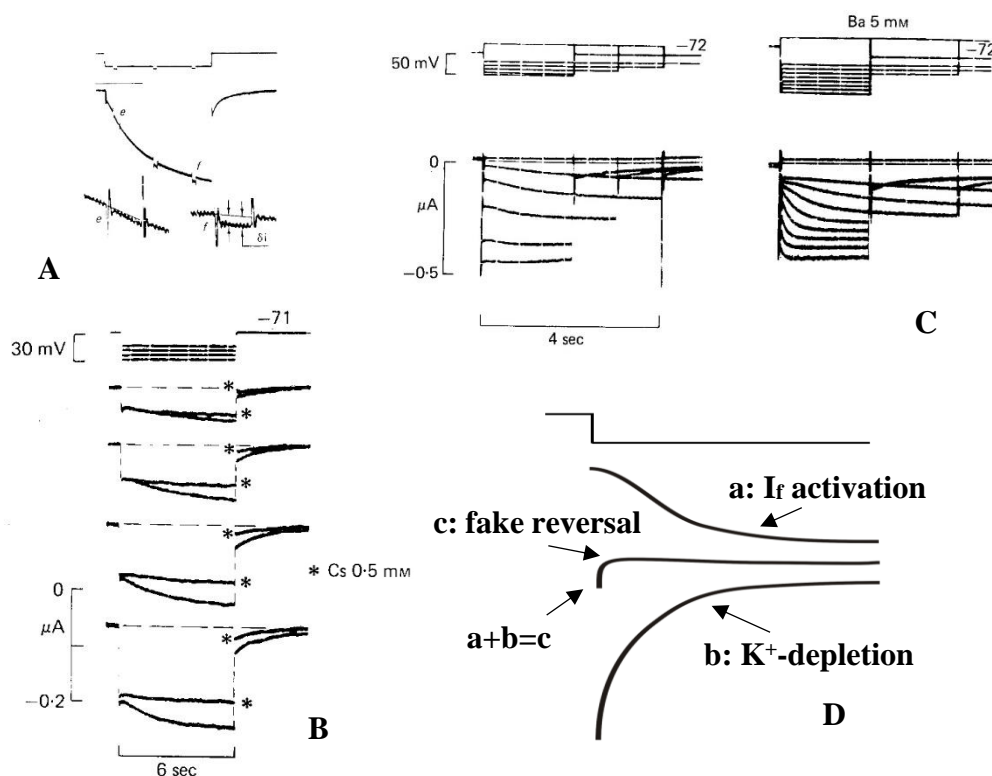 e
f
e
f
δi
A
−71
30 mV
*
*
*
*
*
*
* Cs 0·5 mM
0
*
µA
*
−0·2
6 sec
B
−72
50 mV
0
µA
−0·5
4 sec
Ba 5 mM
−72
C
a: If activation
c: fake reversal
a+b=c
b: K+-depletion
D